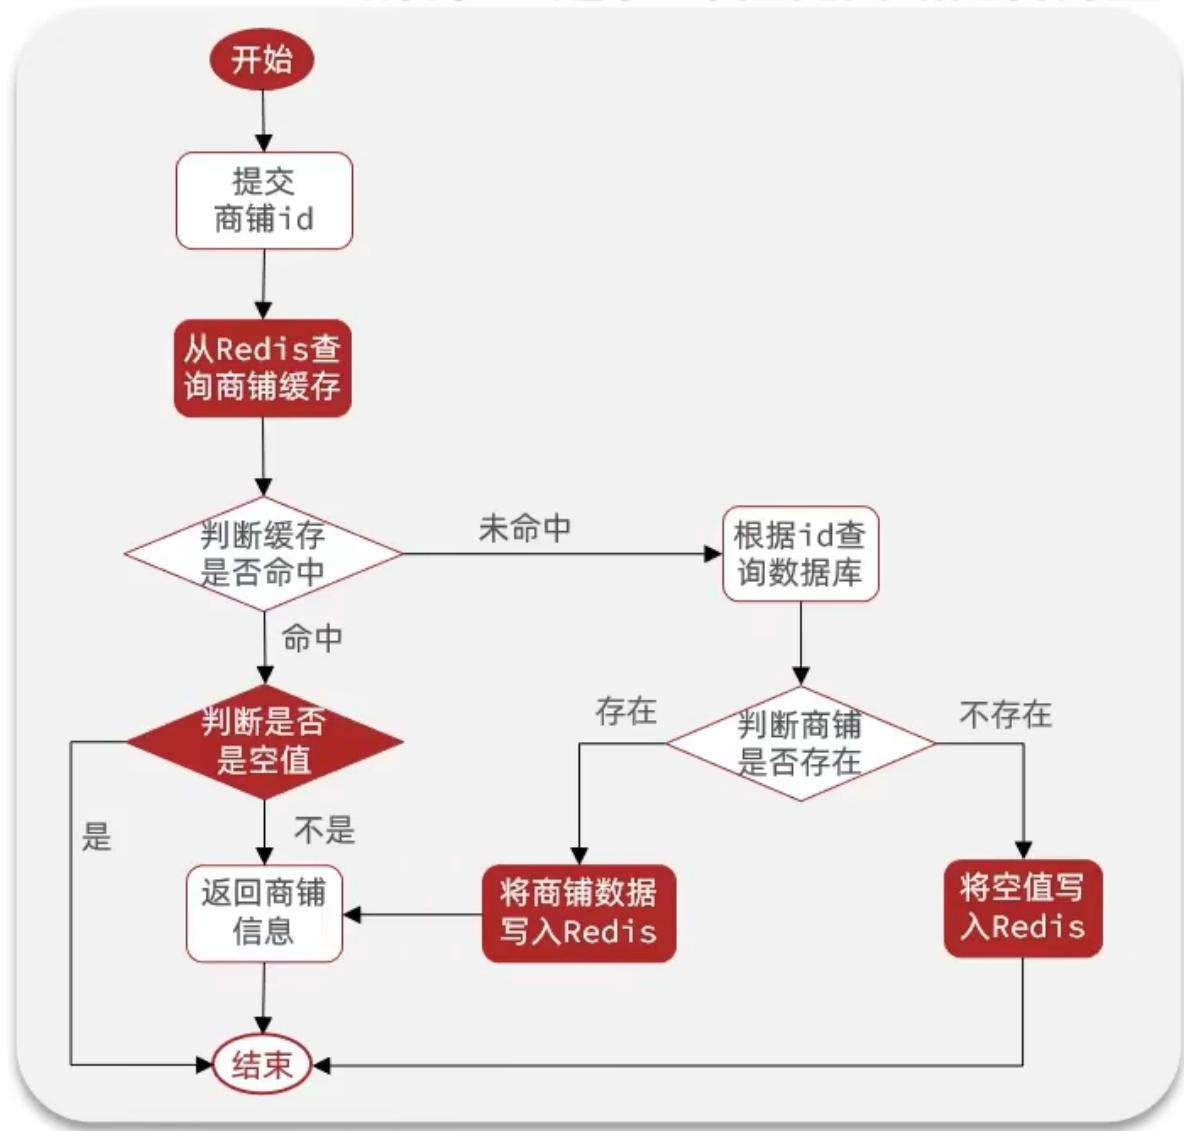 开始
提交
商铺id
从Redis查
询商铺缓存
判断缓存
是否命中
未命中
根据id查
询数据库
命中
判断是否
是空值
存在
判断商铺
是否存在
不存在
是
不是
返回商铺
信息
将商铺数据
写入Redis
将空值写
入Redis
结束